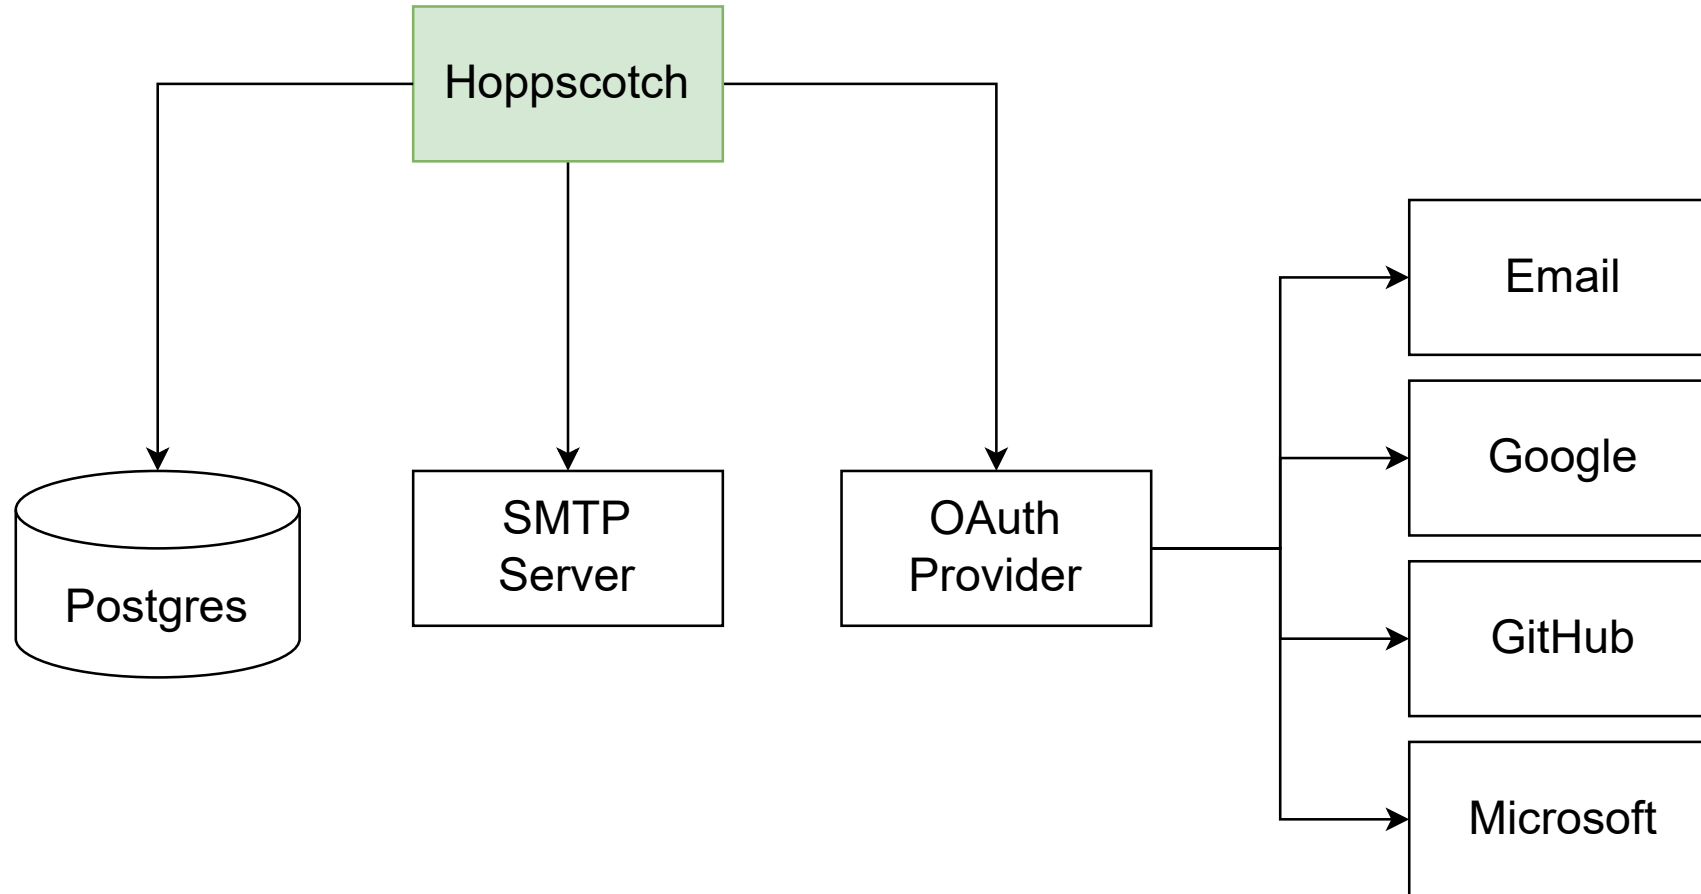 Hoppscotch
Postgres
SMTP
Server
OAuth
Provider
Email
Google
GitHub
Microsoft